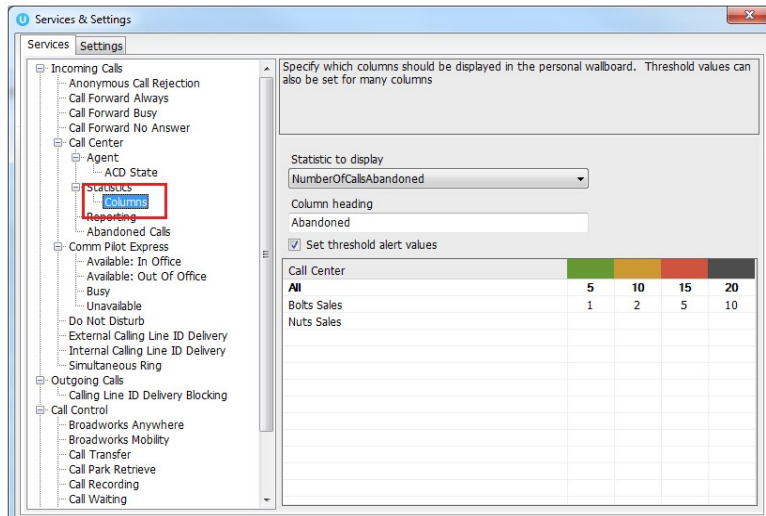 Services & Settings
Services Settings
Incoming Calls
Anonymous Call Rejection
Call Forward Always
Call Forward Busy
Call Forward No Answer
Call Center
Agent
ACD State
Statistics
Columns
Reporting
Abandoned Calls
Comm Pilot Express
Available: In Office
Available: Out Of Office
Busy
Unavailable
Do Not Disturb
External Calling Line ID Delivery
Internal Calling Line ID Delivery
Simultaneous Ring
Outgoing Calls
Calling Line ID Delivery Blocking
Call Control
Broadworks Anywhere
Broadworks Mobility
Call Transfer
Call Park Retrieve
Call Recording
Call Waiting
Specify which columns should be displayed in the personal wallboard. Threshold values can
also be set for many columns
Statistic to display
NumberOfCallsAbandoned
Column heading
Abandoned
Set threshold alert values
Call Center
All 5 10 15 20
Bolts Sales 1 2 5 10
Nuts Sales